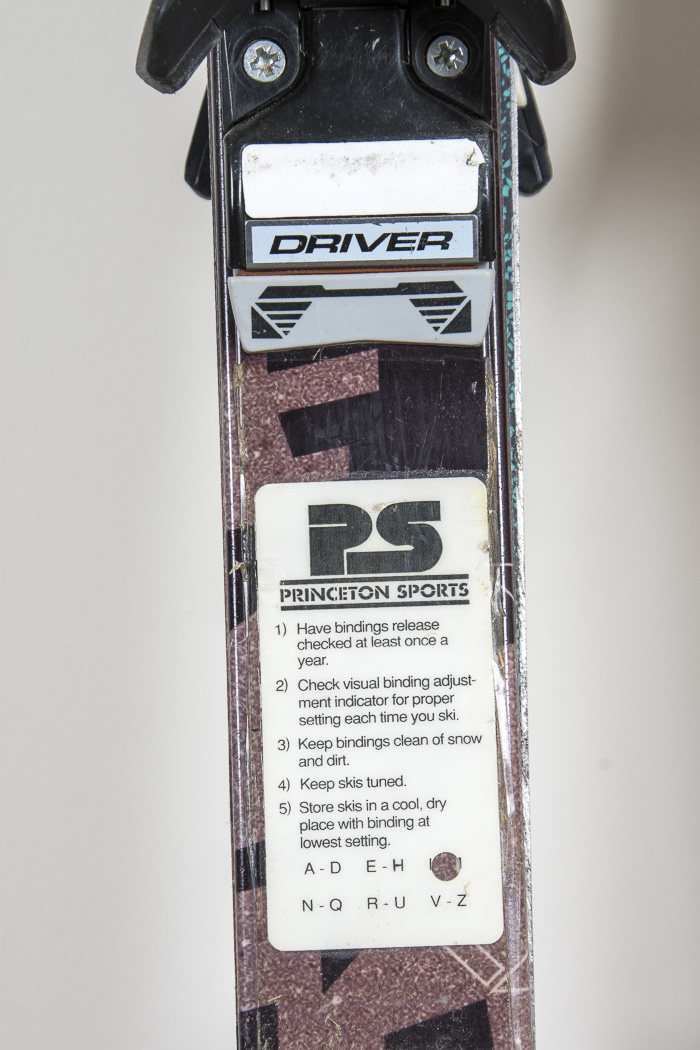 DRIVER
PS
PRINCETON SPORTS
1) Have bindings release
checked at least once a
year.
2) Check visual binding adjust-
ment indicator for proper
setting each time you ski.
3) Keep bindings clean of snow
and dirt.
4) Keep skis tuned.
5) Store skis in a cool, dry
place with binding at
lowest setting.
A - D E - H
N - Q R - U V - Z